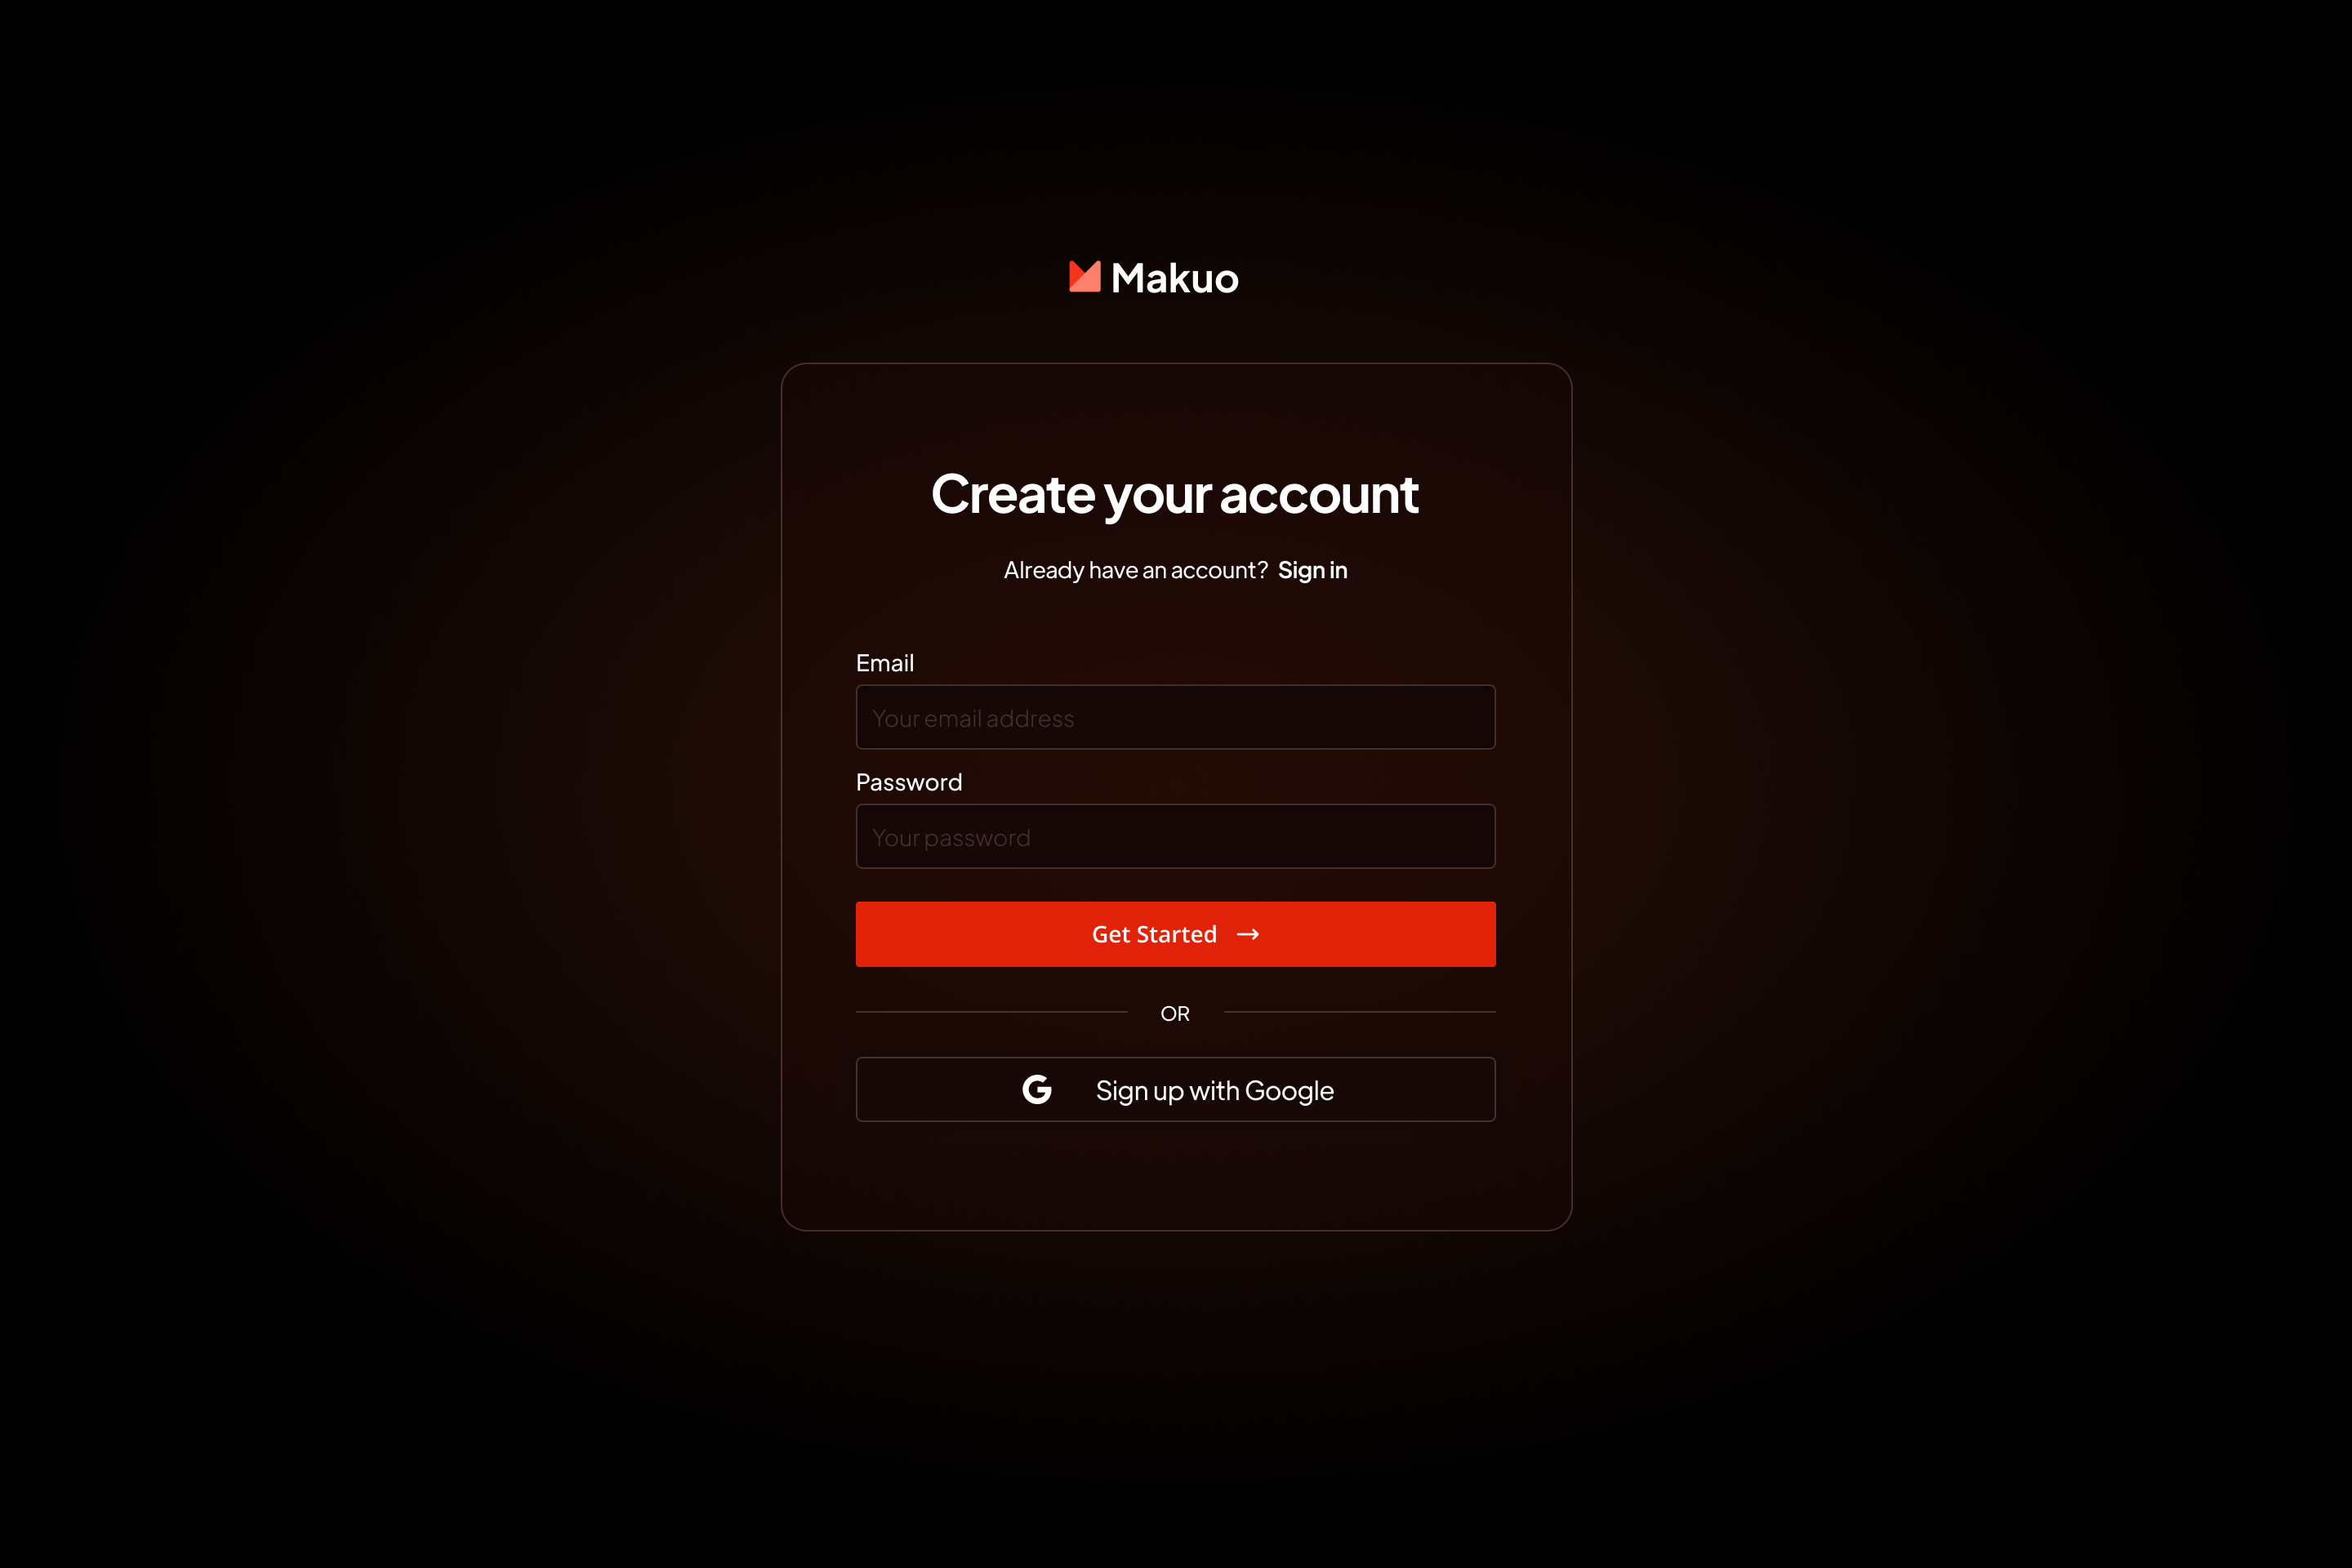 Makuo
Create your account
Already have an account? Sign in
Email
Your email address
Password
Your password
Get Started →
OR
Sign up with Google